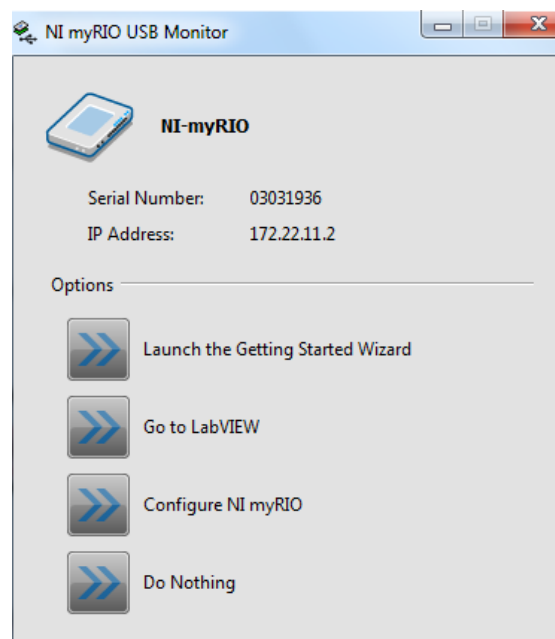 NI myRIO USB Monitor
NI-myRIO
Serial Number: 03031936
IP Address: 172.22.11.2
Options
Launch the Getting Started Wizard
Go to LabVIEW
Configure NI myRIO
Do Nothing